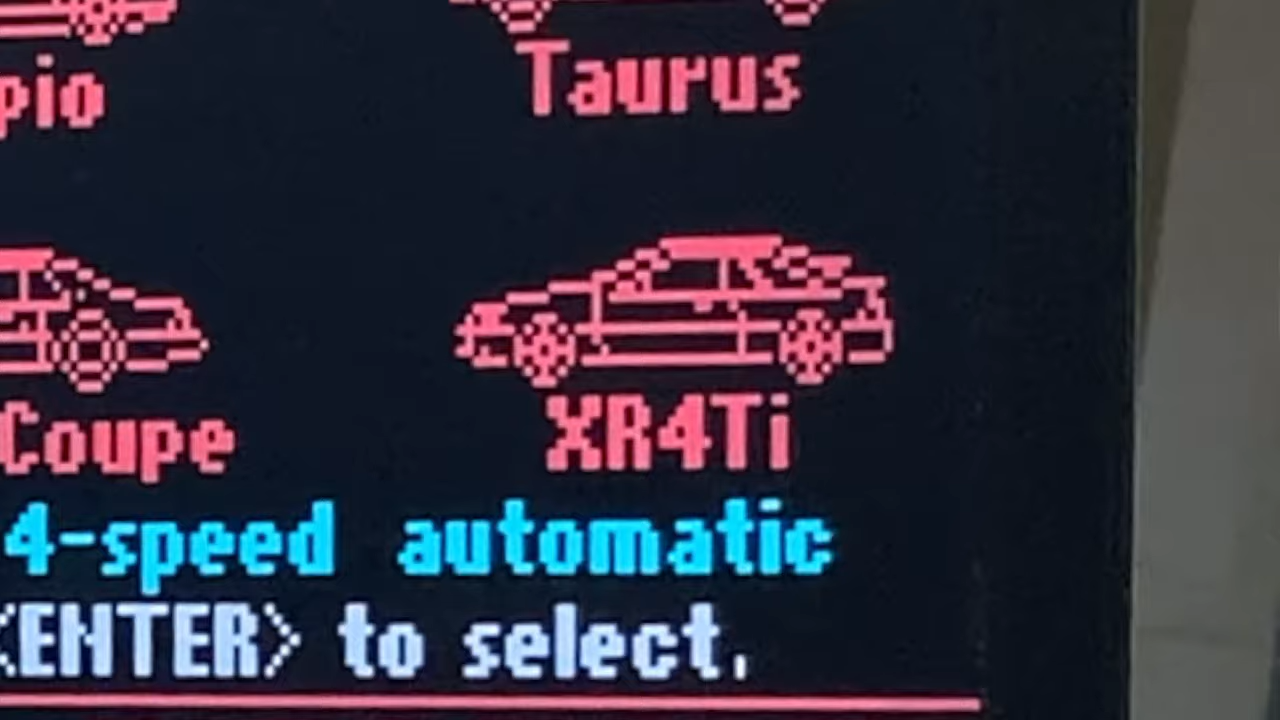 pio Taurus
Coupe XR4Ti
4-speed automatic
<ENTER> to select.